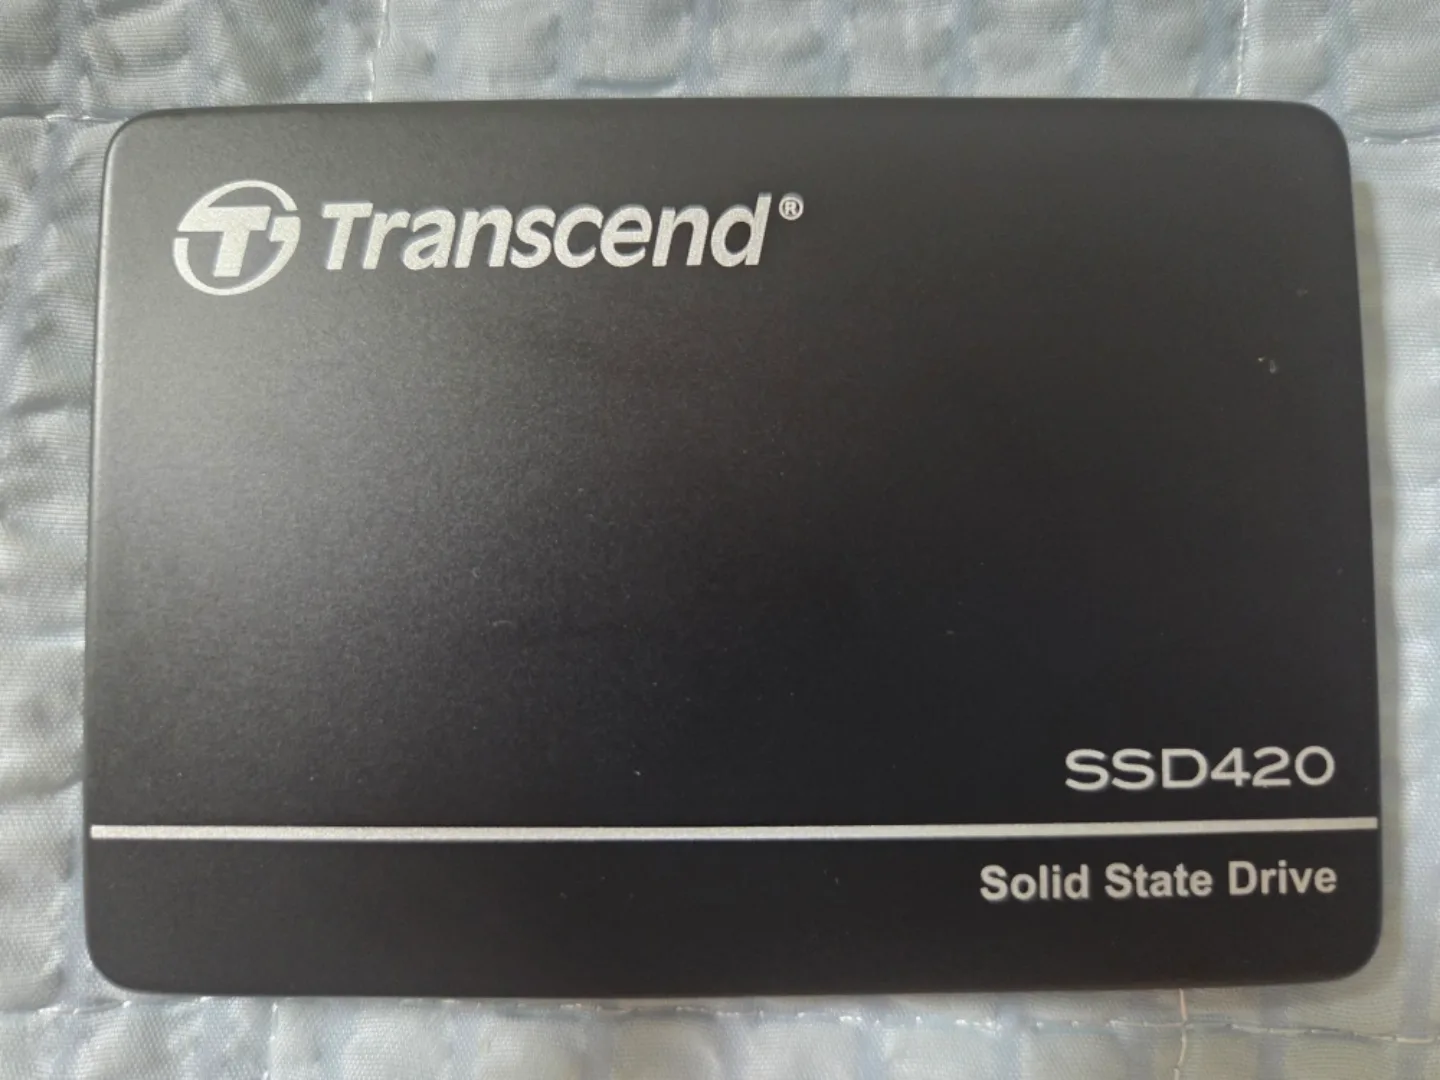 Transcend®
SSD420
Solid State Drive